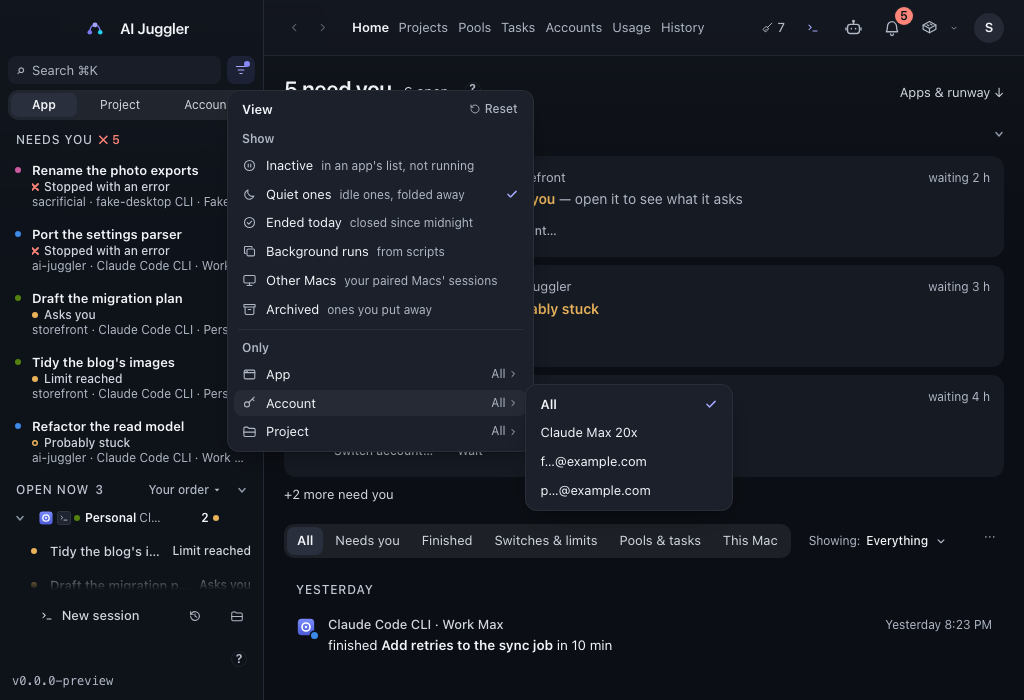 AI Juggler
Search ⌘K
App Project Accoun
NEEDS YOU 5
Rename the photo exports
Stopped with an error
sacrificial · fake-desktop CLI · Fake
Port the settings parser
Stopped with an error
ai-juggler · Claude Code CLI · Work
Draft the migration plan
Asks you
storefront · Claude Code CLI · Pers
Tidy the blog's images
Limit reached
storefront · Claude Code CLI · Pers
Refactor the read model
Probably stuck
ai-juggler · Claude Code CLI · Work ...
OPEN NOW 3 Your order
Personal Cl... 2
Tidy the blog's i... Limit reached
Draft the migration p... Asks you
New session
?
v0.0.0-preview
Home Projects Pools Tasks Accounts Usage History
7
5
S
5 need you 6 open ?
Apps & runway ↓
View Reset
Show
Inactive in an app's list, not running
Quiet ones idle ones, folded away
Ended today closed since midnight
Background runs from scripts
Other Macs your paired Macs' sessions
Archived ones you put away
Only
App All ›
Account All ›
Project All ›
All
Claude Max 20x
f...@example.com
p...@example.com
efront waiting 2 h
you — open it to see what it asks
nt...
uggler waiting 3 h
ably stuck
waiting 4 h
Switch account... Wait
+2 more need you
All Needs you Finished Switches & limits Pools & tasks This Mac Showing: Everything ...
YESTERDAY
Claude Code CLI · Work Max Yesterday 8:23 PM
finished Add retries to the sync job in 10 min